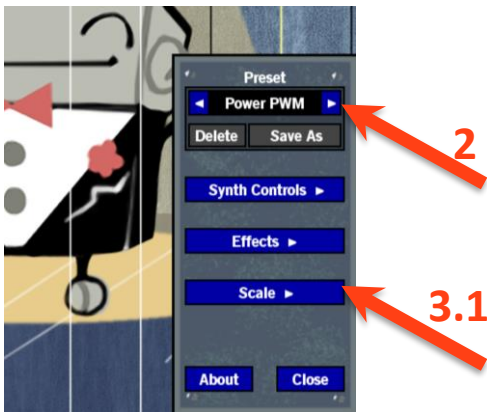 Preset
◄ Power PWM ►
Delete Save As
2
Synth Controls ►
Effects ►
Scale ►
3.1
About Close